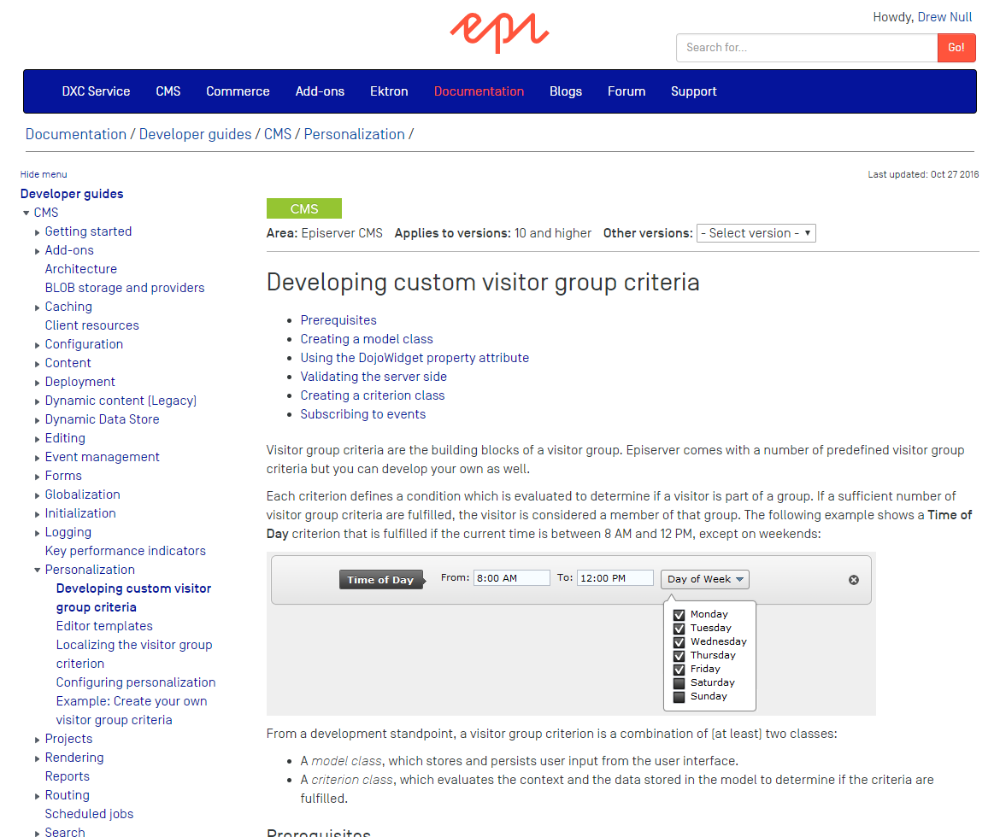 epi
Howdy, Drew Null
Search for...
Go!
DXC Service CMS Commerce Add-ons Ektron Documentation Blogs Forum Support
Documentation / Developer guides / CMS / Personalization /
Hide menu
Last updated: Oct 27 2016
Developer guides
CMS
Getting started
Add-ons
Architecture
BLOB storage and providers
Caching
Client resources
Configuration
Content
Deployment
Dynamic content (Legacy)
Dynamic Data Store
Editing
Event management
Forms
Globalization
Initialization
Logging
Key performance indicators
Personalization
Developing custom visitor
group criteria
Editor templates
Localizing the visitor group
criterion
Configuring personalization
Example: Create your own
visitor group criteria
Projects
Rendering
Reports
Routing
Scheduled jobs
Search
CMS
Area: Episerver CMS Applies to versions: 10 and higher Other versions: - Select version -
Developing custom visitor group criteria
Prerequisites
Creating a model class
Using the DojoWidget property attribute
Validating the server side
Creating a criterion class
Subscribing to events
Visitor group criteria are the building blocks of a visitor group. Episerver comes with a number of predefined visitor group
criteria but you can develop your own as well.
Each criterion defines a condition which is evaluated to determine if a visitor is part of a group. If a sufficient number of
visitor group criteria are fulfilled, the visitor is considered a member of that group. The following example shows a Time of
Day criterion that is fulfilled if the current time is between 8 AM and 12 PM, except on weekends:
Time of Day From: 8:00 AM To: 12:00 PM Day of Week
Monday
Tuesday
Wednesday
Thursday
Friday
Saturday
Sunday
From a development standpoint, a visitor group criterion is a combination of (at least) two classes:
A model class, which stores and persists user input from the user interface.
A criterion class, which evaluates the context and the data stored in the model to determine if the criteria are
fulfilled.
Prerequisites